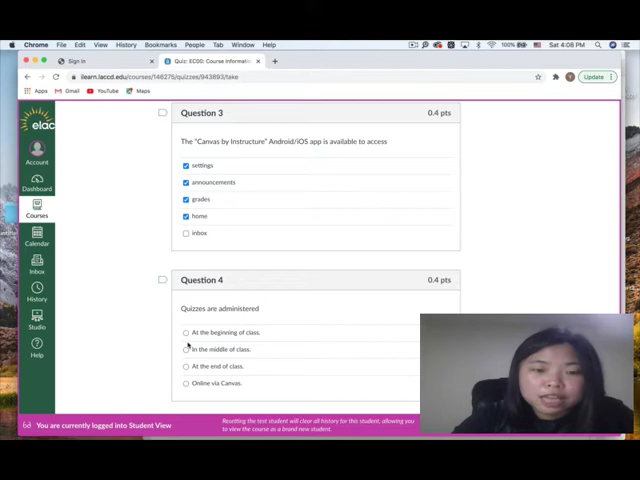 Chrome File Edit View History Bookmarks People Tab Window Help 100% Sat 4:08 PM
Sign In
Quiz: EC00: Course Informati
ilearn.laccd.edu/courses/146275/quizzes/943893/take
Update
Apps Gmail YouTube Maps
elac
Account
Dashboard
Courses
Calendar
Inbox
History
Studio
Help
Question 3 0.4 pts
The "Canvas by Instructure" Android/iOS app is available to access
settings
announcements
grades
home
inbox
Question 4 0.4 pts
Quizzes are administered
At the beginning of class.
In the middle of class.
At the end of class.
Online via Canvas.
You are currently logged into Student View
Resetting the test student will clear all history for this student, allowing you
to view the course as a brand new student.